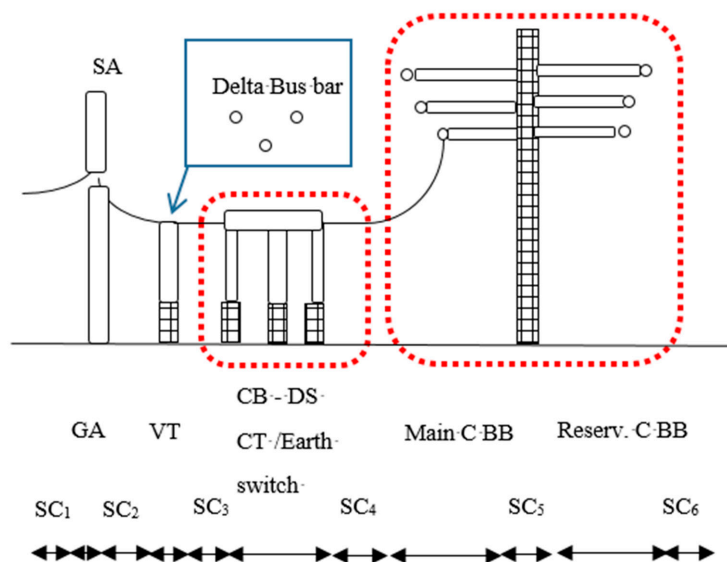 SA
Delta Bus bar
GA
VT
CB - DS
CT /Earth
switch
Main C BB
Reserv. C BB
SC1
SC2
SC3
SC4
SC5
SC6